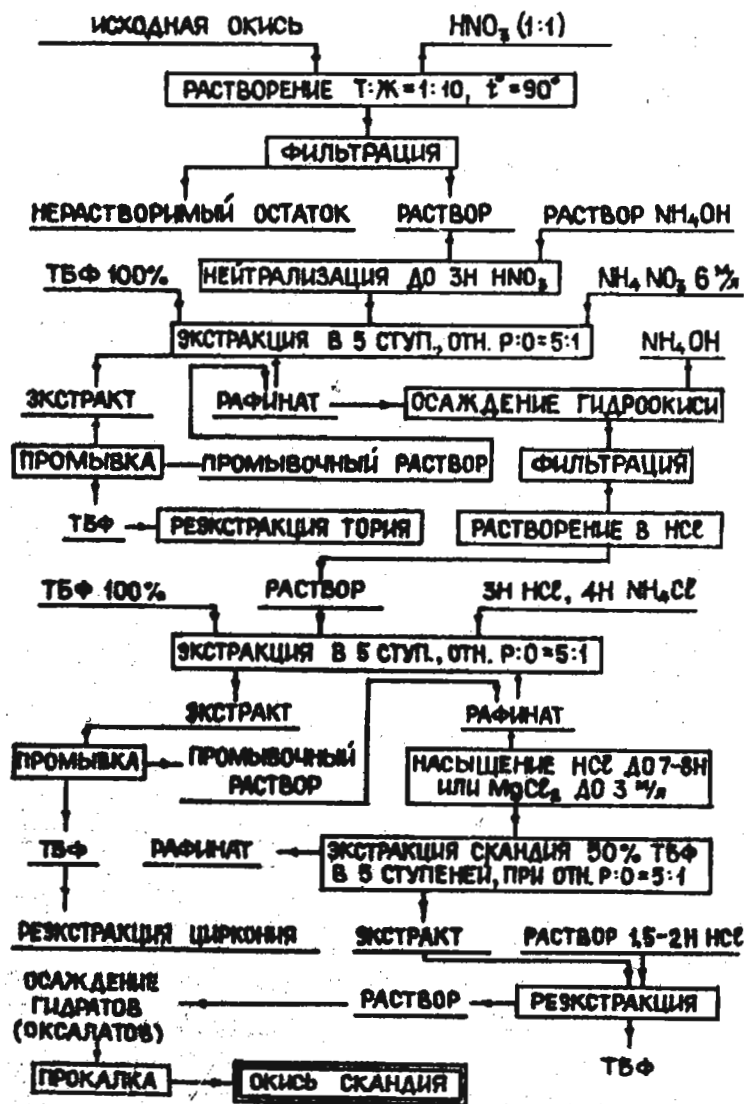 ИСХОДНАЯ ОКИСЬ
HNO₃ (1:1)
РАСТВОРЕНИЕ Т:Ж=1:10, t°=90°
ФИЛЬТРАЦИЯ
НЕРАСТВОРИМЫЙ ОСТАТОК
РАСТВОР
РАСТВОР NH₄OH
ТБФ 100%
НЕЙТРАЛИЗАЦИЯ ДО 3Н HNO₃
NH₄NO₃ 6 М/Л
ЭКСТРАКЦИЯ В 5 СТУП., ОТН. Р:О=5:1
NH₄OH
ЭКСТРАКТ
РАФИНАТ
ОСАЖДЕНИЕ ГИДРООКИСИ
ПРОМЫВКА
ПРОМЫВОЧНЫЙ РАСТВОР
ФИЛЬТРАЦИЯ
ТБФ
РЕЭКСТРАКЦИЯ ТОРИЯ
РАСТВОРЕНИЕ В HCl
ТБФ 100%
РАСТВОР
3Н HCl, 4Н NH₄Cl
ЭКСТРАКЦИЯ В 5 СТУП., ОТН. Р:О=5:1
ЭКСТРАКТ
РАФИНАТ
ПРОМЫВКА
ПРОМЫВОЧНЫЙ
РАСТВОР
НАСЫЩЕНИЕ HCl ДО 7-8Н
ИЛИ MgCl₂ ДО 3 М/Л
ТБФ
РАФИНАТ
ЭКСТРАКЦИЯ СКАНДИЯ 50% ТБФ
В 5 СТУПЕНЕЙ, ПРИ ОТН. Р:О=5:1
РЕЭКСТРАКЦИЯ ЦИРКОНИЯ
ЭКСТРАКТ
РАСТВОР 1,5-2Н HCl
ОСАЖДЕНИЕ
ГИДРАТОВ
(ОКСАЛАТОВ)
РАСТВОР
РЕЭКСТРАКЦИЯ
ТБФ
ПРОКАЛКА
ОКИСЬ СКАНДИЯ